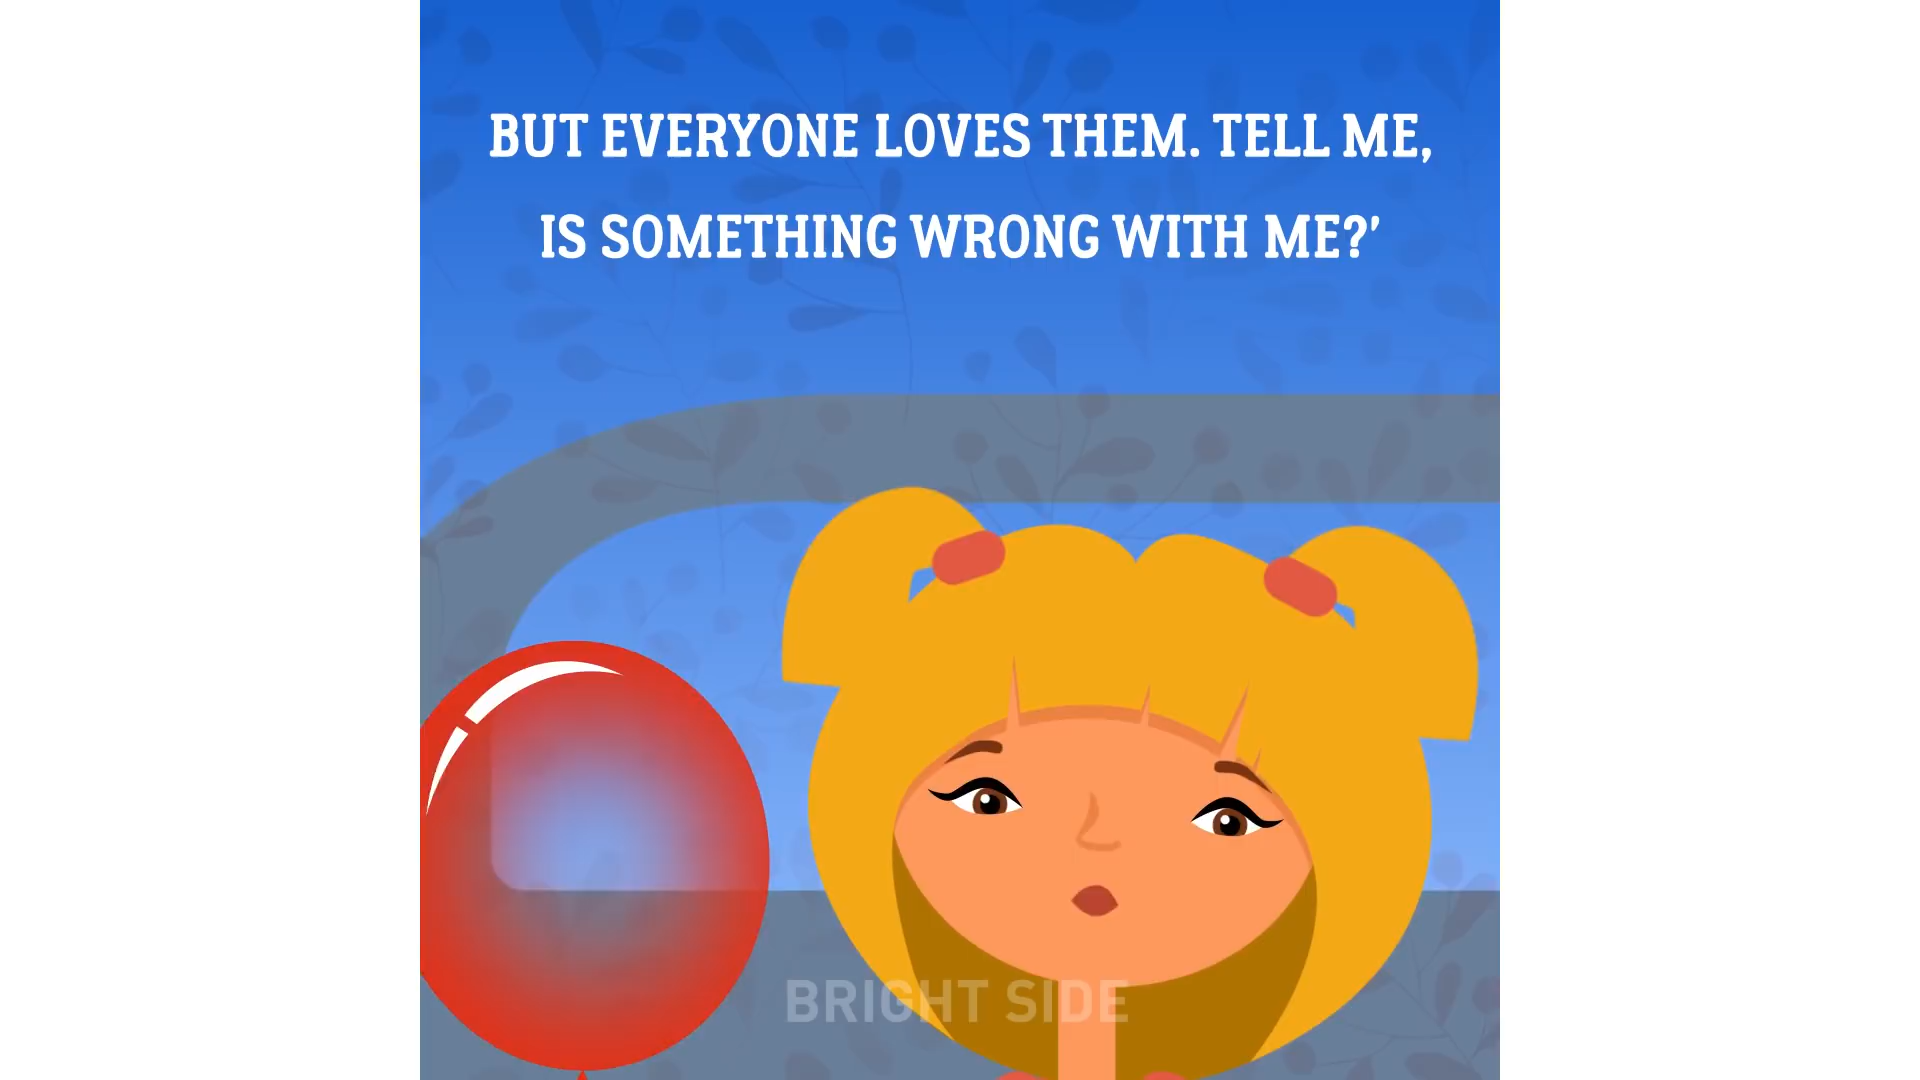 BUT EVERYONE LOVES THEM. TELL ME,
IS SOMETHING WRONG WITH ME?'
BRIGHT SIDE